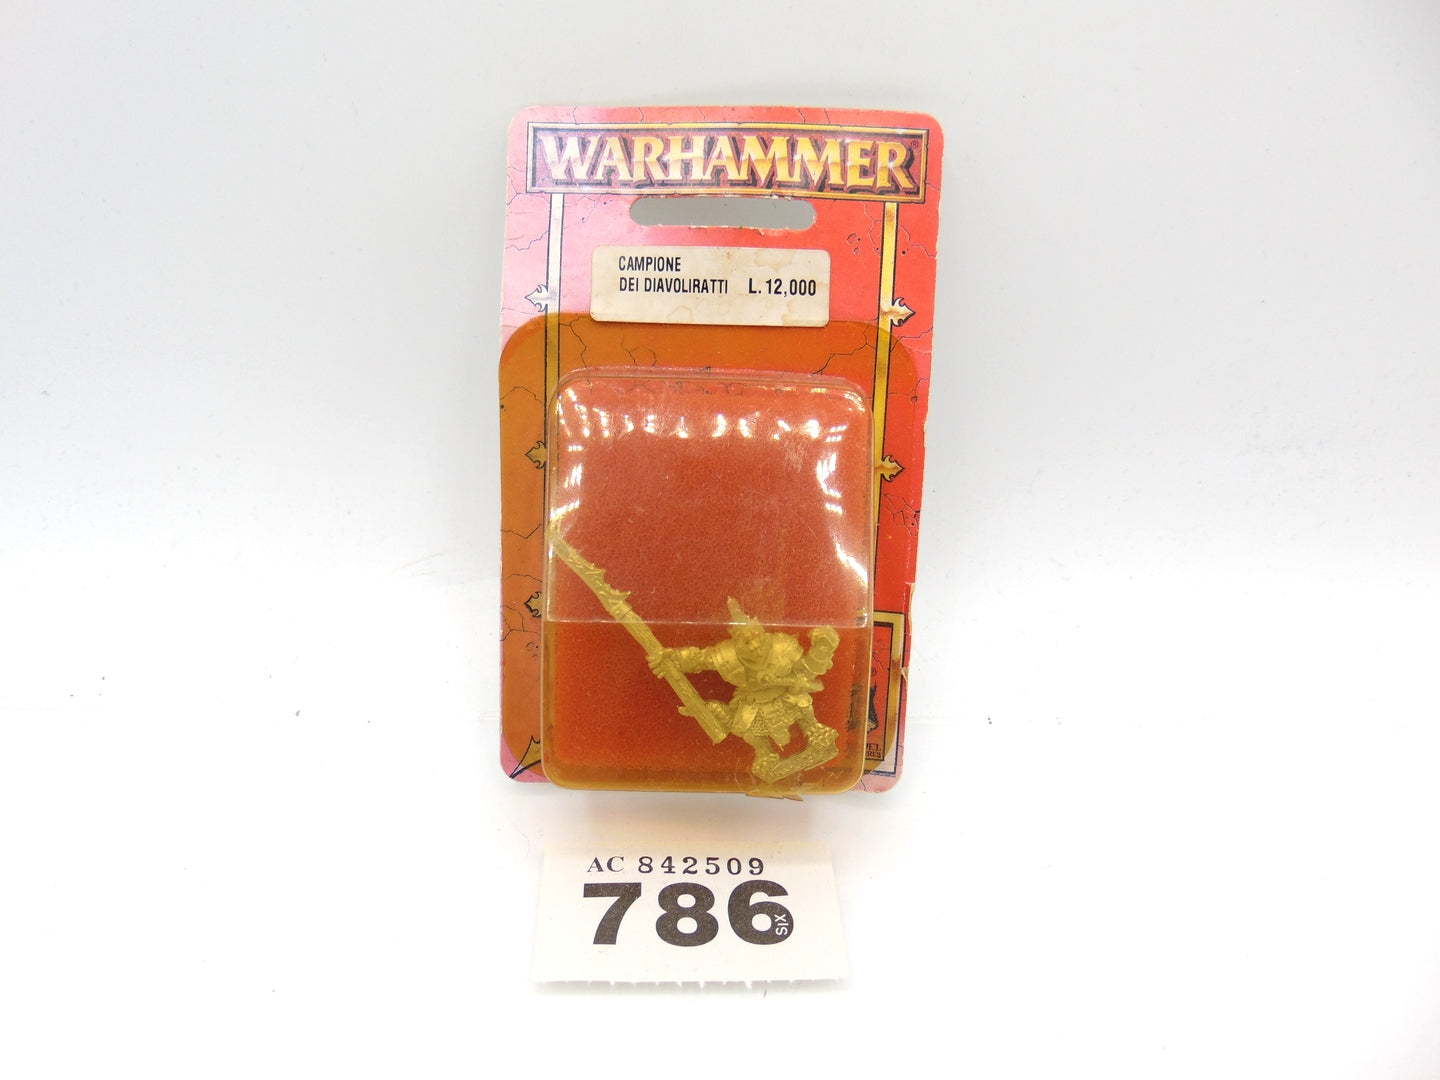 WARHAMMER®
CAMPIONE
DEI DIAVOLIRATTI L.12,000
AC 842509
786
SIX